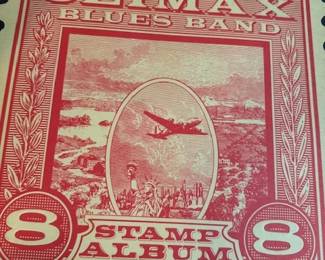 CLIMAX
BLUES BAND
8 STAMP 8
ALBUM